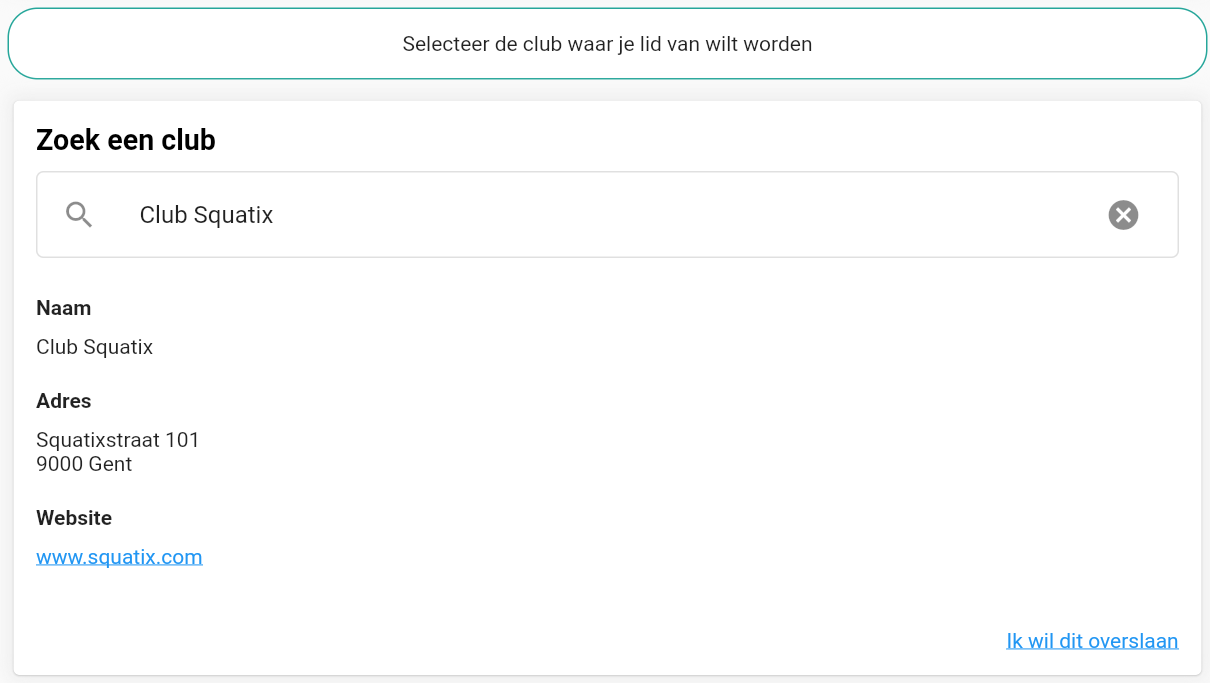 Selecteer de club waar je lid van wilt worden
Zoek een club
Club Squatix
Naam
Club Squatix
Adres
Squatixstraat 101
9000 Gent
Website
www.squatix.com
Ik wil dit overslaan